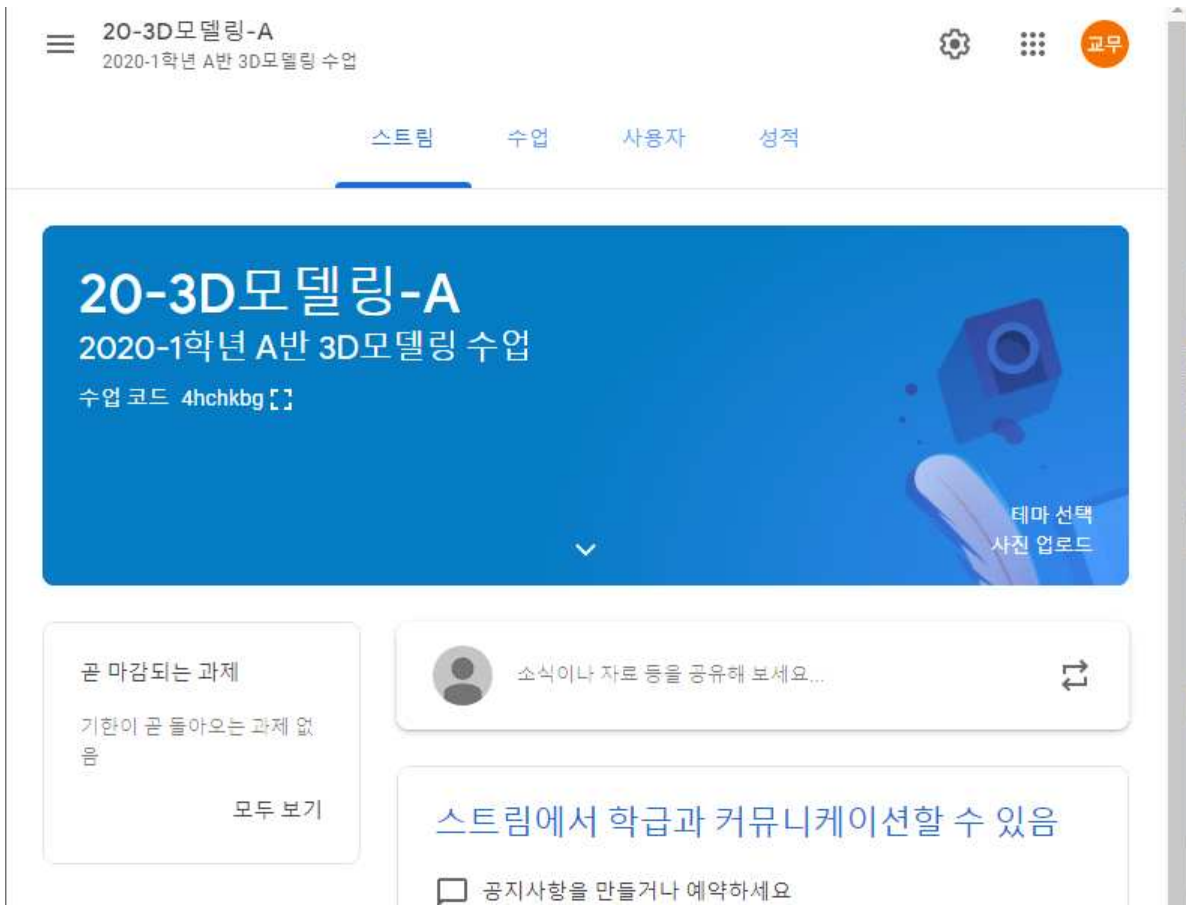 20-3D모델링-A
2020-1학년 A반 3D모델링 수업
교무
스트림 수업 사용자 성적
20-3D모델링-A
2020-1학년 A반 3D모델링 수업
수업 코드 4hchkbg
테마 선택
사진 업로드
곧 마감되는 과제
기한이 곧 돌아오는 과제 없
음
모두 보기
소식이나 자료 등을 공유해 보세요...
스트림에서 학급과 커뮤니케이션할 수 있음
공지사항을 만들거나 예약하세요